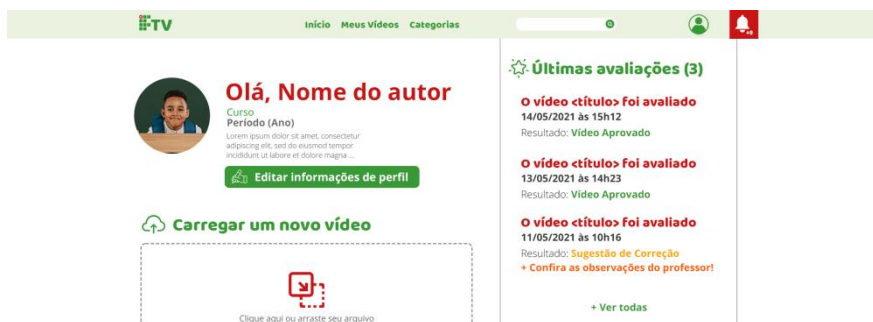 TV
Início Meus Vídeos Categorias
+9
Olá, Nome do autor
Curso
Período (Ano)
Lorem ipsum dolor sit amet, consectetur
adipiscing elit, sed do eiusmod tempor
incididunt ut labore et dolore magna ...
Editar informações de perfil
Carregar um novo vídeo
Clique aqui ou arraste seu arquivo
Últimas avaliações (3)
O vídeo <título> foi avaliado
14/05/2021 às 15h12
Resultado: Vídeo Aprovado
O vídeo <título> foi avaliado
13/05/2021 às 14h23
Resultado: Vídeo Aprovado
O vídeo <título> foi avaliado
11/05/2021 às 10h16
Resultado: Sugestão de Correção
+ Confira as observações do professor!
+ Ver todas